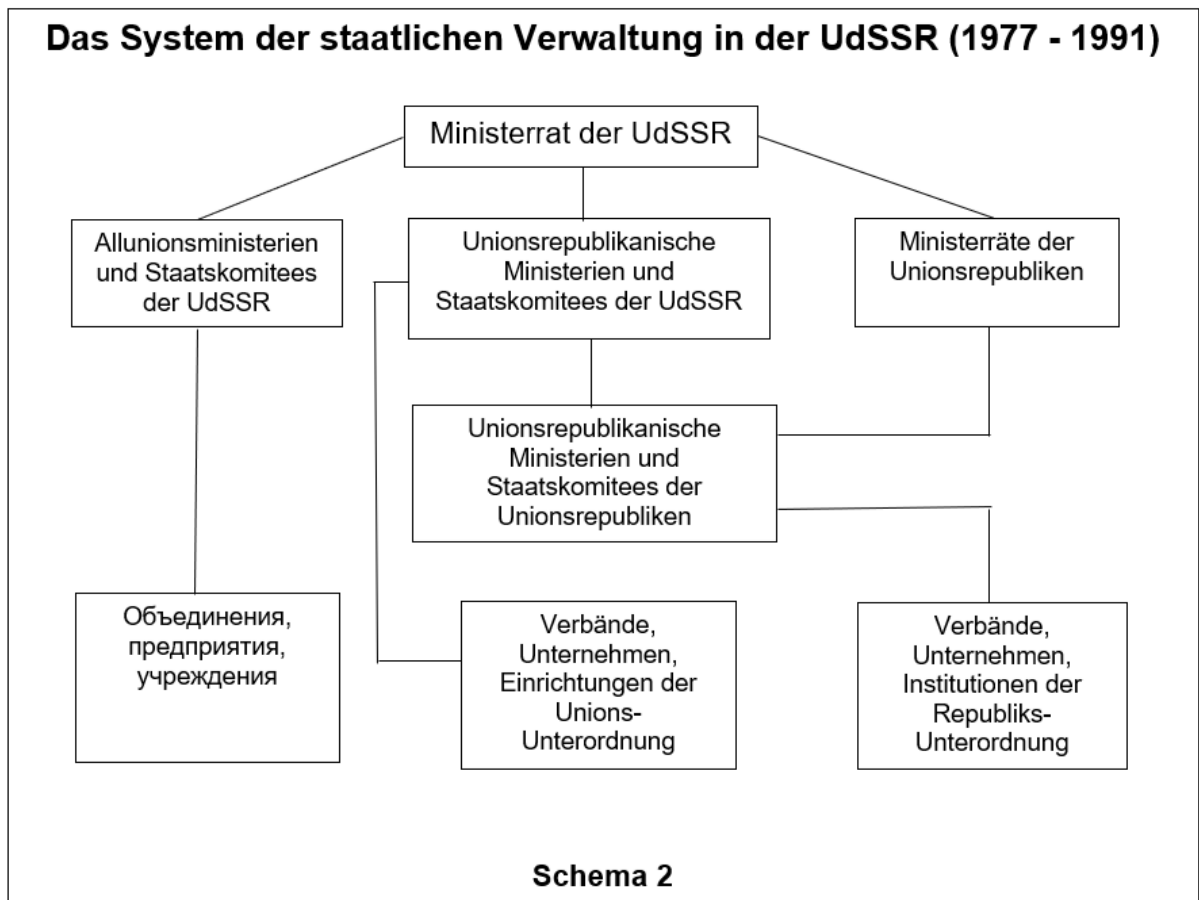 Das System der staatlichen Verwaltung in der UdSSR (1977 - 1991)
Ministerrat der UdSSR
Allunionsministerien
und Staatskomitees
der UdSSR
Unionsrepublikanische
Ministerien und
Staatskomitees der UdSSR
Ministerräte der
Unionsrepubliken
Unionsrepublikanische
Ministerien und
Staatskomitees der
Unionsrepubliken
Объединения,
предприятия,
учреждения
Verbände,
Unternehmen,
Einrichtungen der
Unions-
Unterordnung
Verbände,
Unternehmen,
Institutionen der
Republiks-
Unterordnung
Schema 2